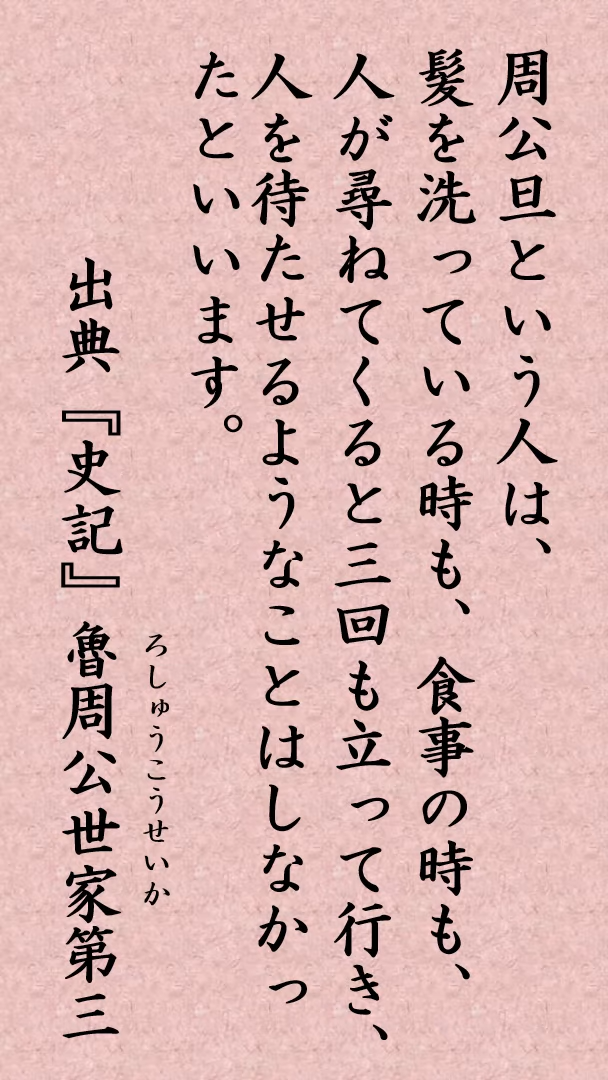 周公旦という人は、
髪を洗っている時も、食事の時も、
人が尋ねてくると三回も立って行き、
人を待たせるようなことはしなかっ
たといいます。
ろしゅうこうせいか
出典『史記』魯周公世家第三